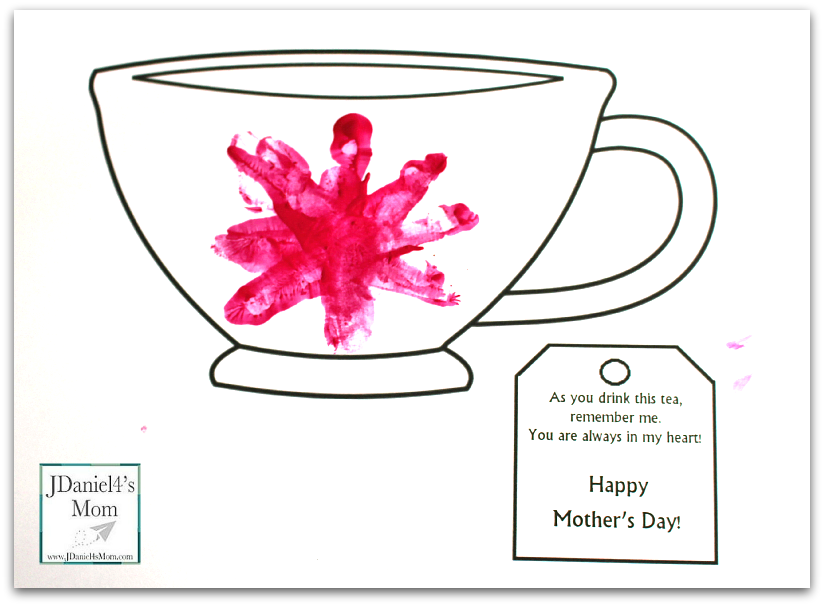 As you drink this tea,
remember me.
You are always in my heart!
Happy
Mother's Day!
JDaniel4's
Mom
www.JDaniel4sMom.com